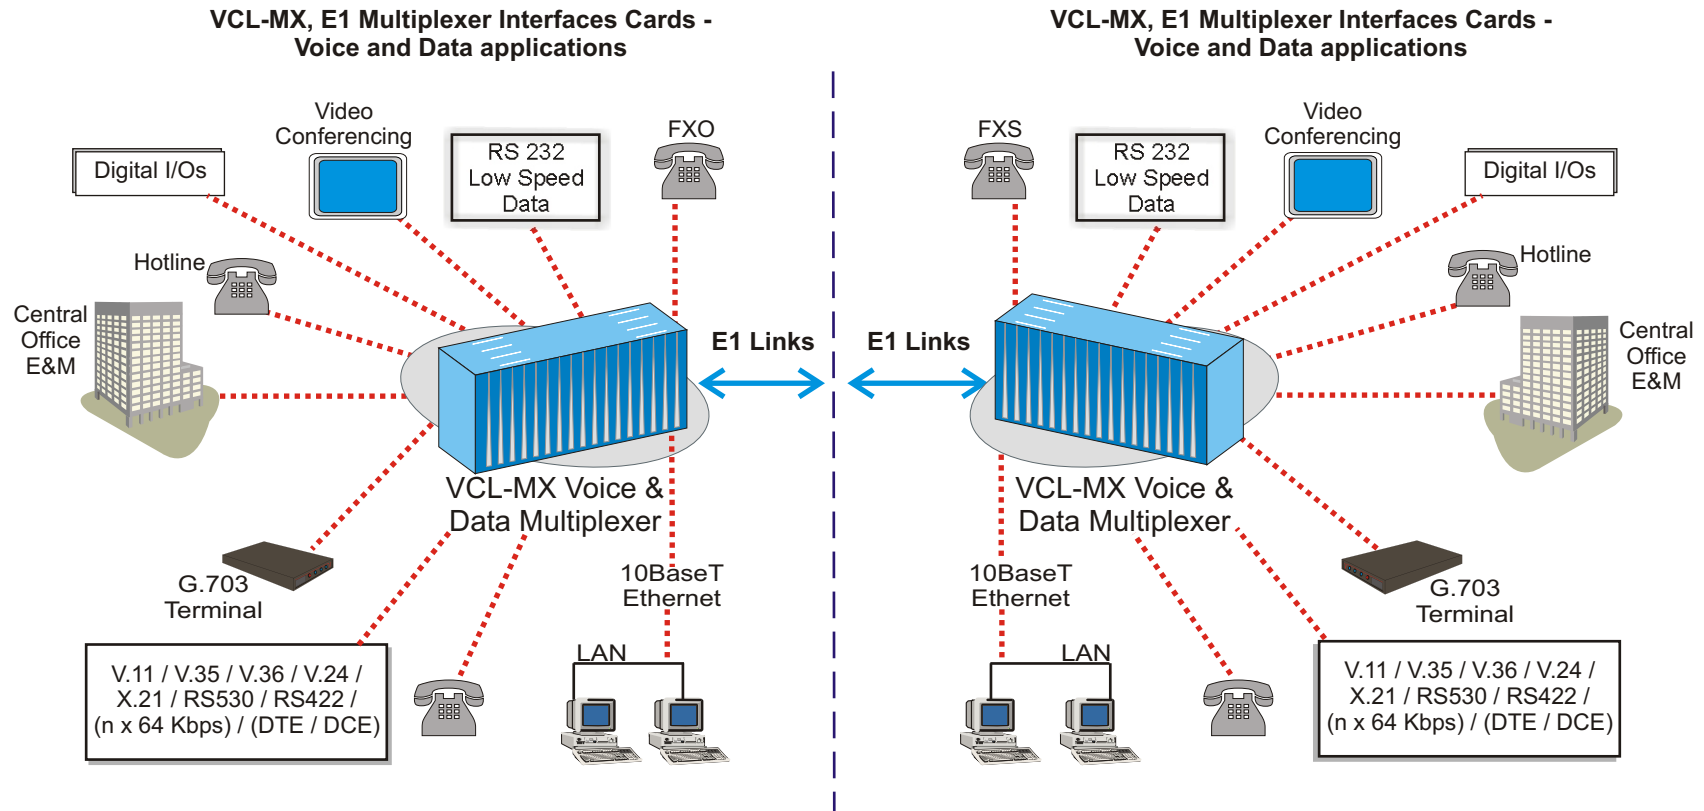 VCL-MX, E1 Multiplexer Interfaces Cards -
Voice and Data applications
Video
Conferencing
FXO
RS 232
Low Speed
Data
Digital I/Os
Hotline
Central
Office
E&M
E1 Links
VCL-MX Voice &
Data Multiplexer
G.703
Terminal
10BaseT
Ethernet
LAN
V.11 / V.35 / V.36 / V.24 /
X.21 / RS530 / RS422 /
(n x 64 Kbps) / (DTE / DCE)
VCL-MX, E1 Multiplexer Interfaces Cards -
Voice and Data applications
FXS
RS 232
Low Speed
Data
Video
Conferencing
Digital I/Os
Hotline
Central
Office
E&M
E1 Links
VCL-MX Voice &
Data Multiplexer
10BaseT
Ethernet
LAN
G.703
Terminal
V.11 / V.35 / V.36 / V.24 /
X.21 / RS530 / RS422 /
(n x 64 Kbps) / (DTE / DCE)